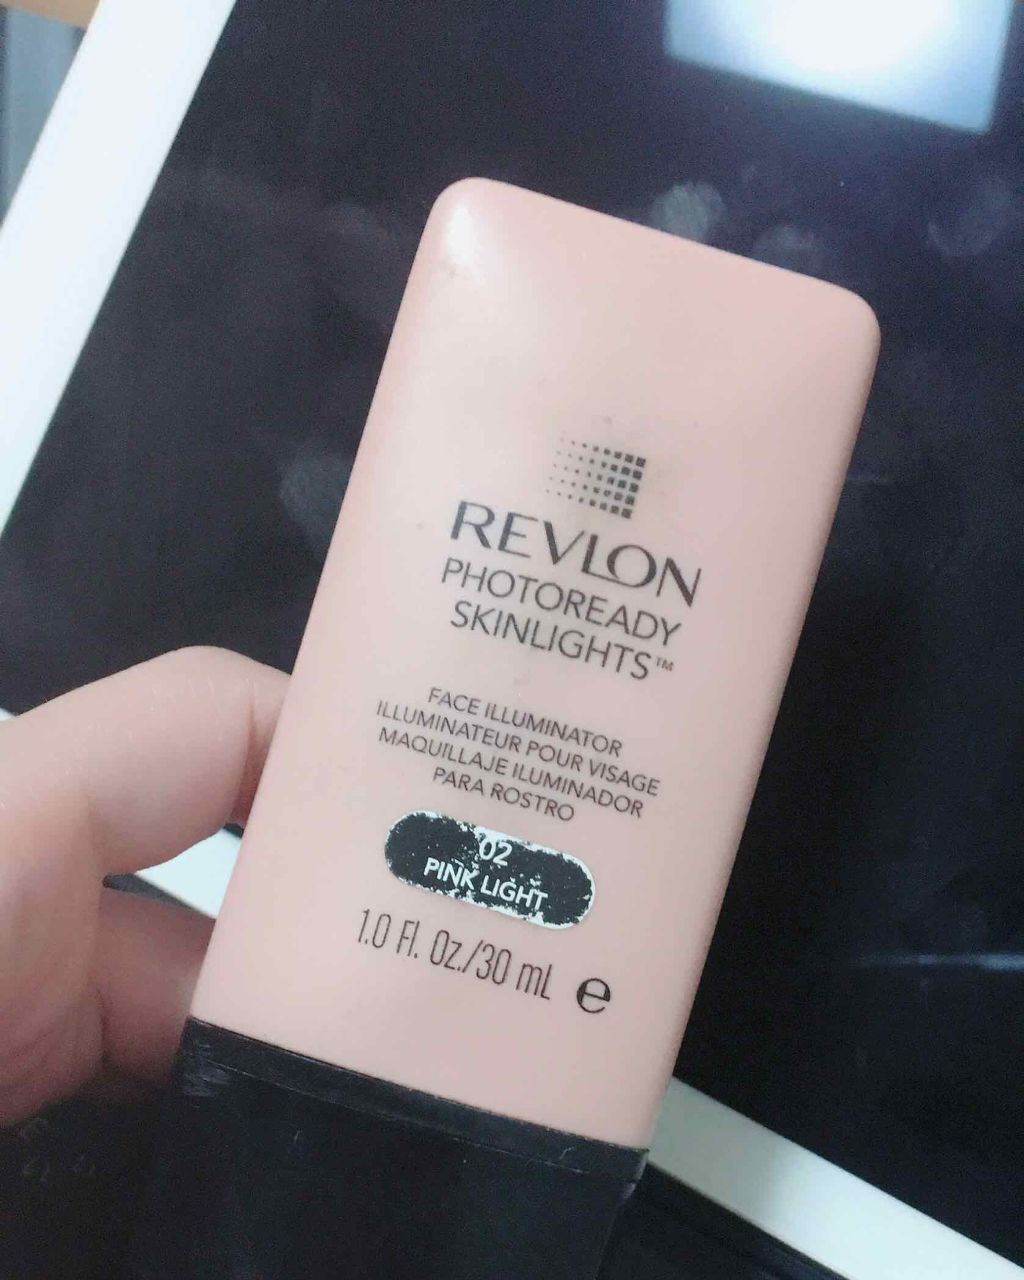 REVLON
PHOTOREADY
SKINLIGHTS™
FACE ILLUMINATOR
ILLUMINATEUR POUR VISAGE
MAQUILLAJE ILUMINADOR
PARA ROSTRO
02
PINK LIGHT
1.0 Fl. Oz./30 mL ℮